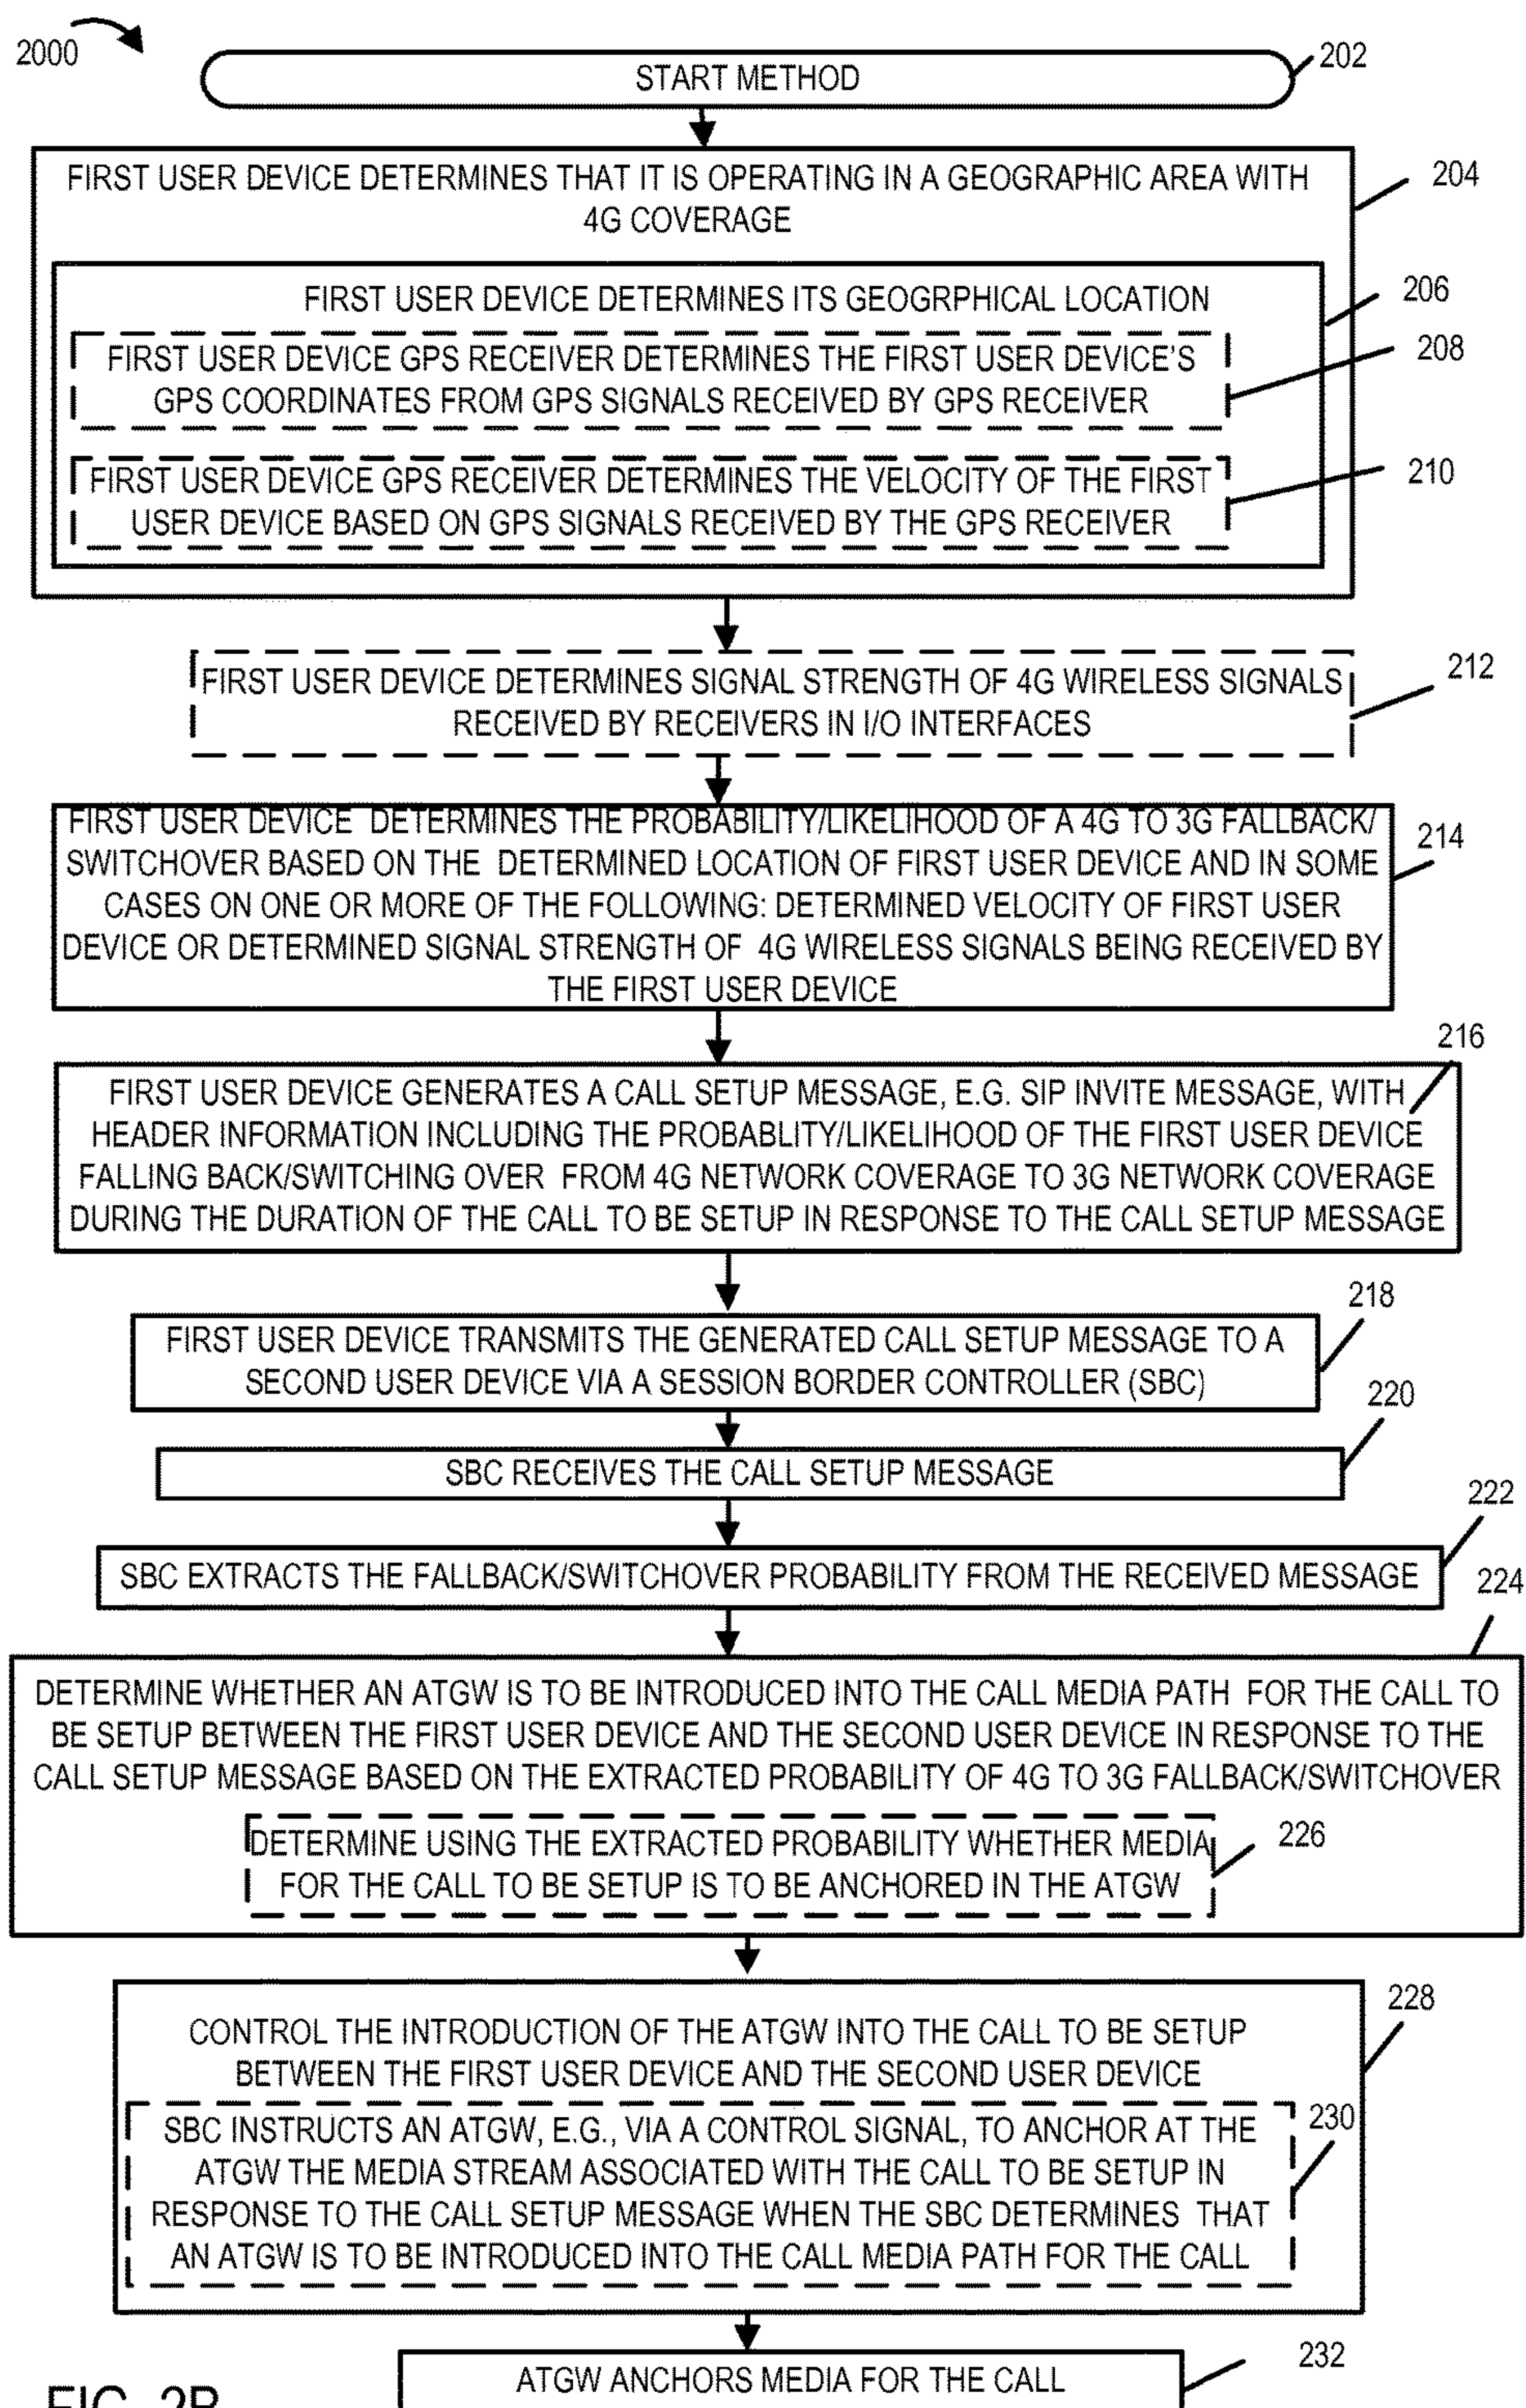 2000
START METHOD
202
FIRST USER DEVICE DETERMINES THAT IT IS OPERATING IN A GEOGRAPHIC AREA WITH
4G COVERAGE
204
FIRST USER DEVICE DETERMINES ITS GEOGRPHICAL LOCATION
206
FIRST USER DEVICE GPS RECEIVER DETERMINES THE FIRST USER DEVICE'S
GPS COORDINATES FROM GPS SIGNALS RECEIVED BY GPS RECEIVER
208
FIRST USER DEVICE GPS RECEIVER DETERMINES THE VELOCITY OF THE FIRST
USER DEVICE BASED ON GPS SIGNALS RECEIVED BY THE GPS RECEIVER
210
FIRST USER DEVICE DETERMINES SIGNAL STRENGTH OF 4G WIRELESS SIGNALS
RECEIVED BY RECEIVERS IN I/O INTERFACES
212
FIRST USER DEVICE DETERMINES THE PROBABILITY/LIKELIHOOD OF A 4G TO 3G FALLBACK/
SWITCHOVER BASED ON THE DETERMINED LOCATION OF FIRST USER DEVICE AND IN SOME
CASES ON ONE OR MORE OF THE FOLLOWING: DETERMINED VELOCITY OF FIRST USER
DEVICE OR DETERMINED SIGNAL STRENGTH OF 4G WIRELESS SIGNALS BEING RECEIVED BY
THE FIRST USER DEVICE
214
216
FIRST USER DEVICE GENERATES A CALL SETUP MESSAGE, E.G. SIP INVITE MESSAGE, WITH
HEADER INFORMATION INCLUDING THE PROBABLITY/LIKELIHOOD OF THE FIRST USER DEVICE
FALLING BACK/SWITCHING OVER FROM 4G NETWORK COVERAGE TO 3G NETWORK COVERAGE
DURING THE DURATION OF THE CALL TO BE SETUP IN RESPONSE TO THE CALL SETUP MESSAGE
218
FIRST USER DEVICE TRANSMITS THE GENERATED CALL SETUP MESSAGE TO A
SECOND USER DEVICE VIA A SESSION BORDER CONTROLLER (SBC)
220
SBC RECEIVES THE CALL SETUP MESSAGE
222
SBC EXTRACTS THE FALLBACK/SWITCHOVER PROBABILITY FROM THE RECEIVED MESSAGE
224
DETERMINE WHETHER AN ATGW IS TO BE INTRODUCED INTO THE CALL MEDIA PATH FOR THE CALL TO
BE SETUP BETWEEN THE FIRST USER DEVICE AND THE SECOND USER DEVICE IN RESPONSE TO THE
CALL SETUP MESSAGE BASED ON THE EXTRACTED PROBABILITY OF 4G TO 3G FALLBACK/SWITCHOVER
DETERMINE USING THE EXTRACTED PROBABILITY WHETHER MEDIA
FOR THE CALL TO BE SETUP IS TO BE ANCHORED IN THE ATGW
226
228
CONTROL THE INTRODUCTION OF THE ATGW INTO THE CALL TO BE SETUP
BETWEEN THE FIRST USER DEVICE AND THE SECOND USER DEVICE
230
SBC INSTRUCTS AN ATGW, E.G., VIA A CONTROL SIGNAL, TO ANCHOR AT THE
ATGW THE MEDIA STREAM ASSOCIATED WITH THE CALL TO BE SETUP IN
RESPONSE TO THE CALL SETUP MESSAGE WHEN THE SBC DETERMINES THAT
AN ATGW IS TO BE INTRODUCED INTO THE CALL MEDIA PATH FOR THE CALL
232
ATGW ANCHORS MEDIA FOR THE CALL